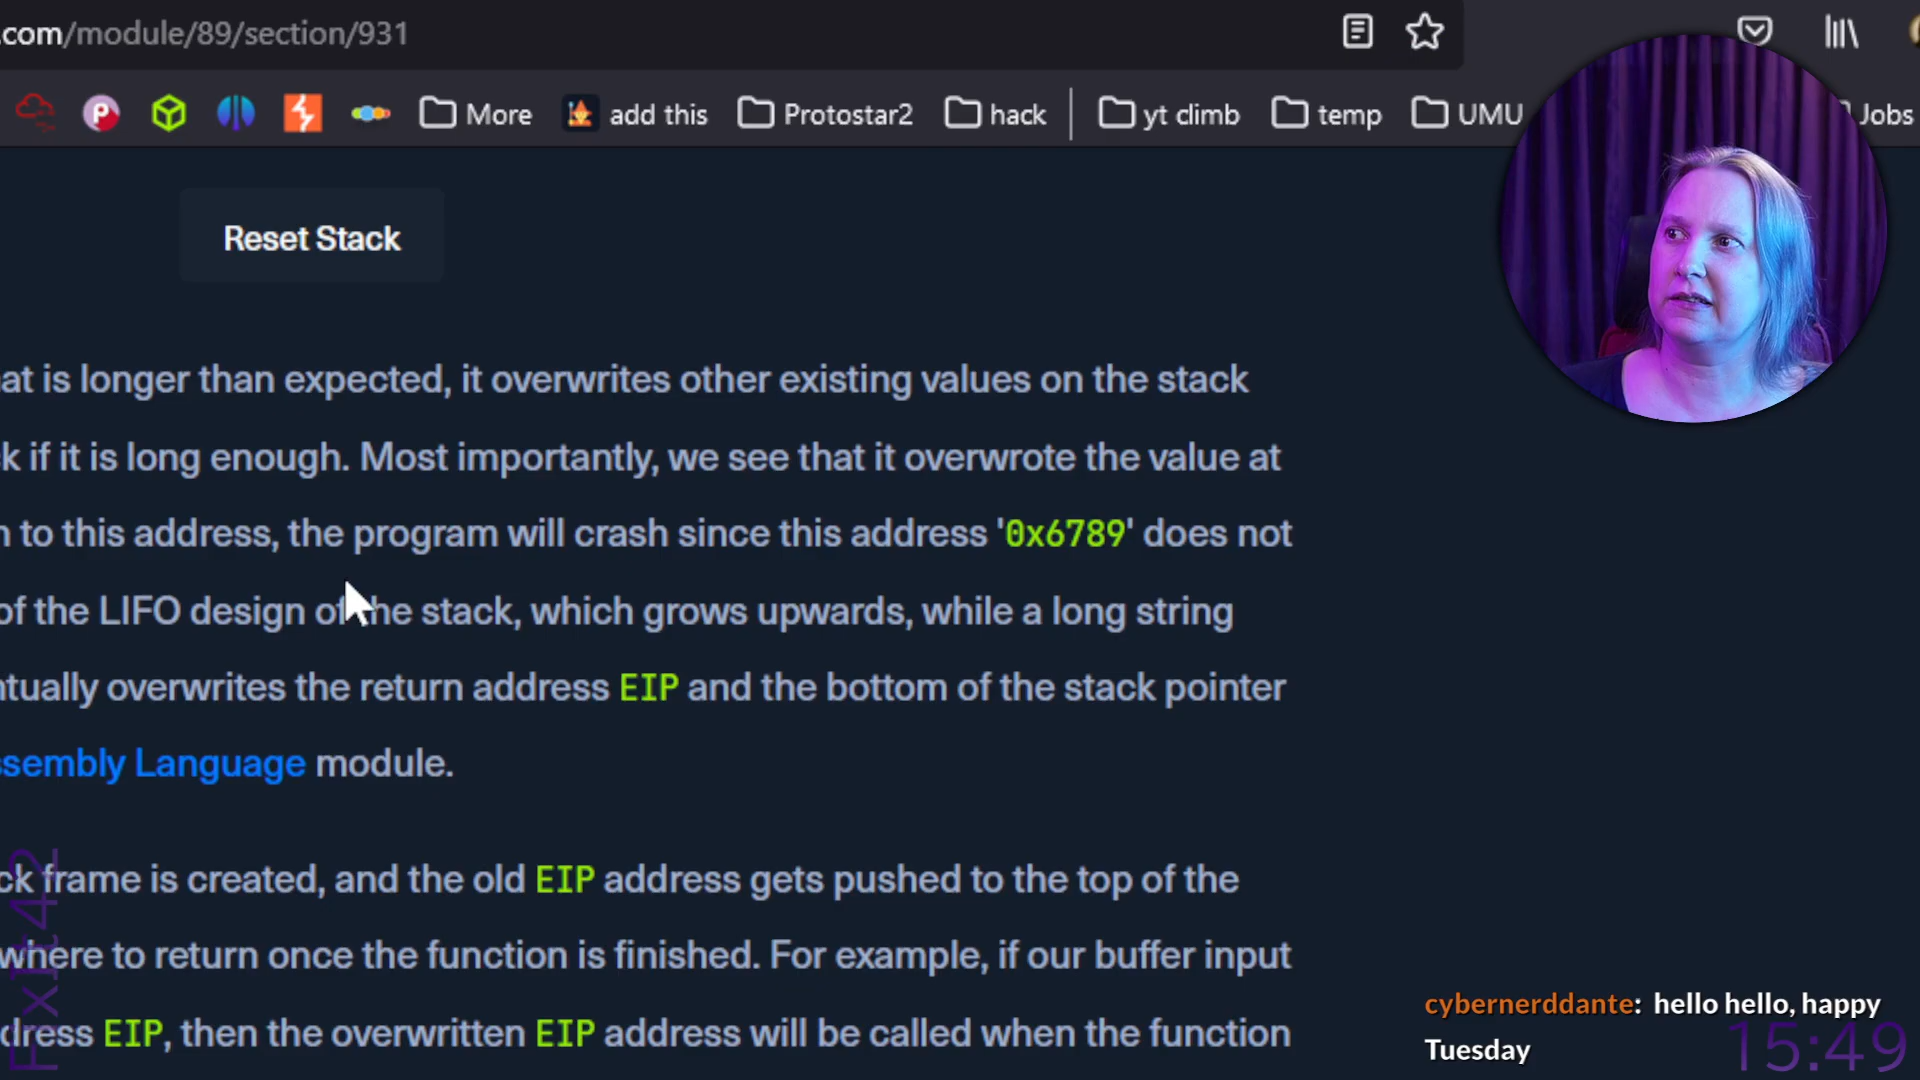 .com/module/89/section/931
More
add this
Protostar2
hack
yt climb
temp
UMU
Jobs
Reset Stack
at is longer than expected, it overwrites other existing values on the stack
k if it is long enough. Most importantly, we see that it overwrote the value at
n to this address, the program will crash since this address '0x6789' does not
of the LIFO design of the stack, which grows upwards, while a long string
ntually overwrites the return address EIP and the bottom of the stack pointer
ssembly Language module.
ck frame is created, and the old EIP address gets pushed to the top of the
where to return once the function is finished. For example, if our buffer input
dress EIP, then the overwritten EIP address will be called when the function
cybernerddante: hello hello, happy
Tuesday
15:49
F1x1t42